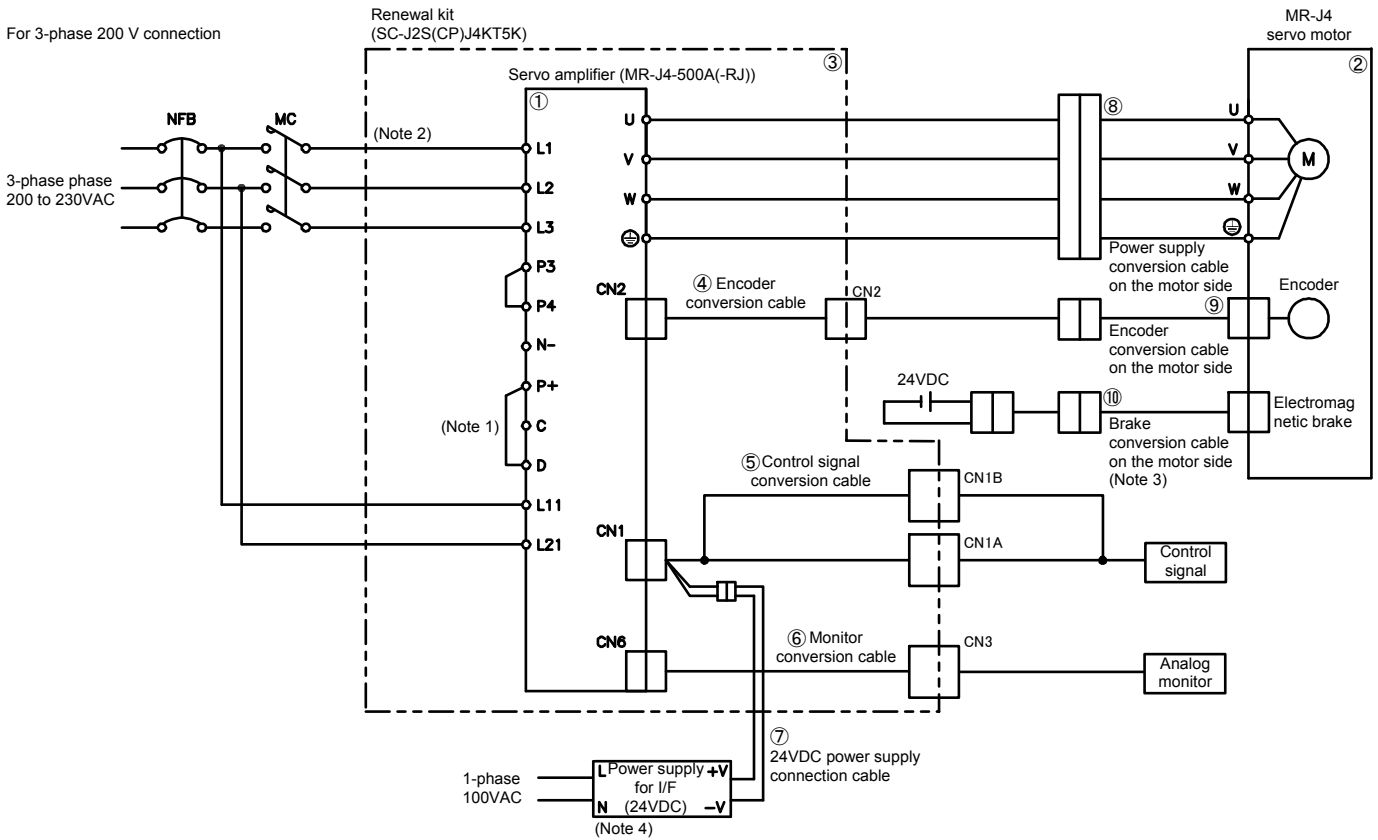 For 3-phase 200 V connection
Renewal kit
(SC-J2S(CP)J4KT5K)
MR-J4
servo motor
③
②
Servo amplifier (MR-J4-500A(-RJ))
①
⑧
NFB
MC
(Note 2)
3-phase phase
200 to 230VAC
L1
L2
L3
P3
P4
N-
P+
C
D
(Note 1)
L11
L21
U
V
W
U
V
W
M
Power supply
conversion cable
on the motor side
CN2
④ Encoder
conversion cable
CN2
⑨
Encoder
Encoder
conversion cable
on the motor side
24VDC
⑩
Brake
conversion cable
on the motor side
(Note 3)
Electromag
netic brake
⑤ Control signal
conversion cable
CN1B
CN1
CN1A
Control
signal
CN6
⑥ Monitor
conversion cable
CN3
Analog
monitor
⑦
24VDC power supply
connection cable
1-phase
100VAC
L Power supply +V
for I/F
N (24VDC) −V
(Note 4)